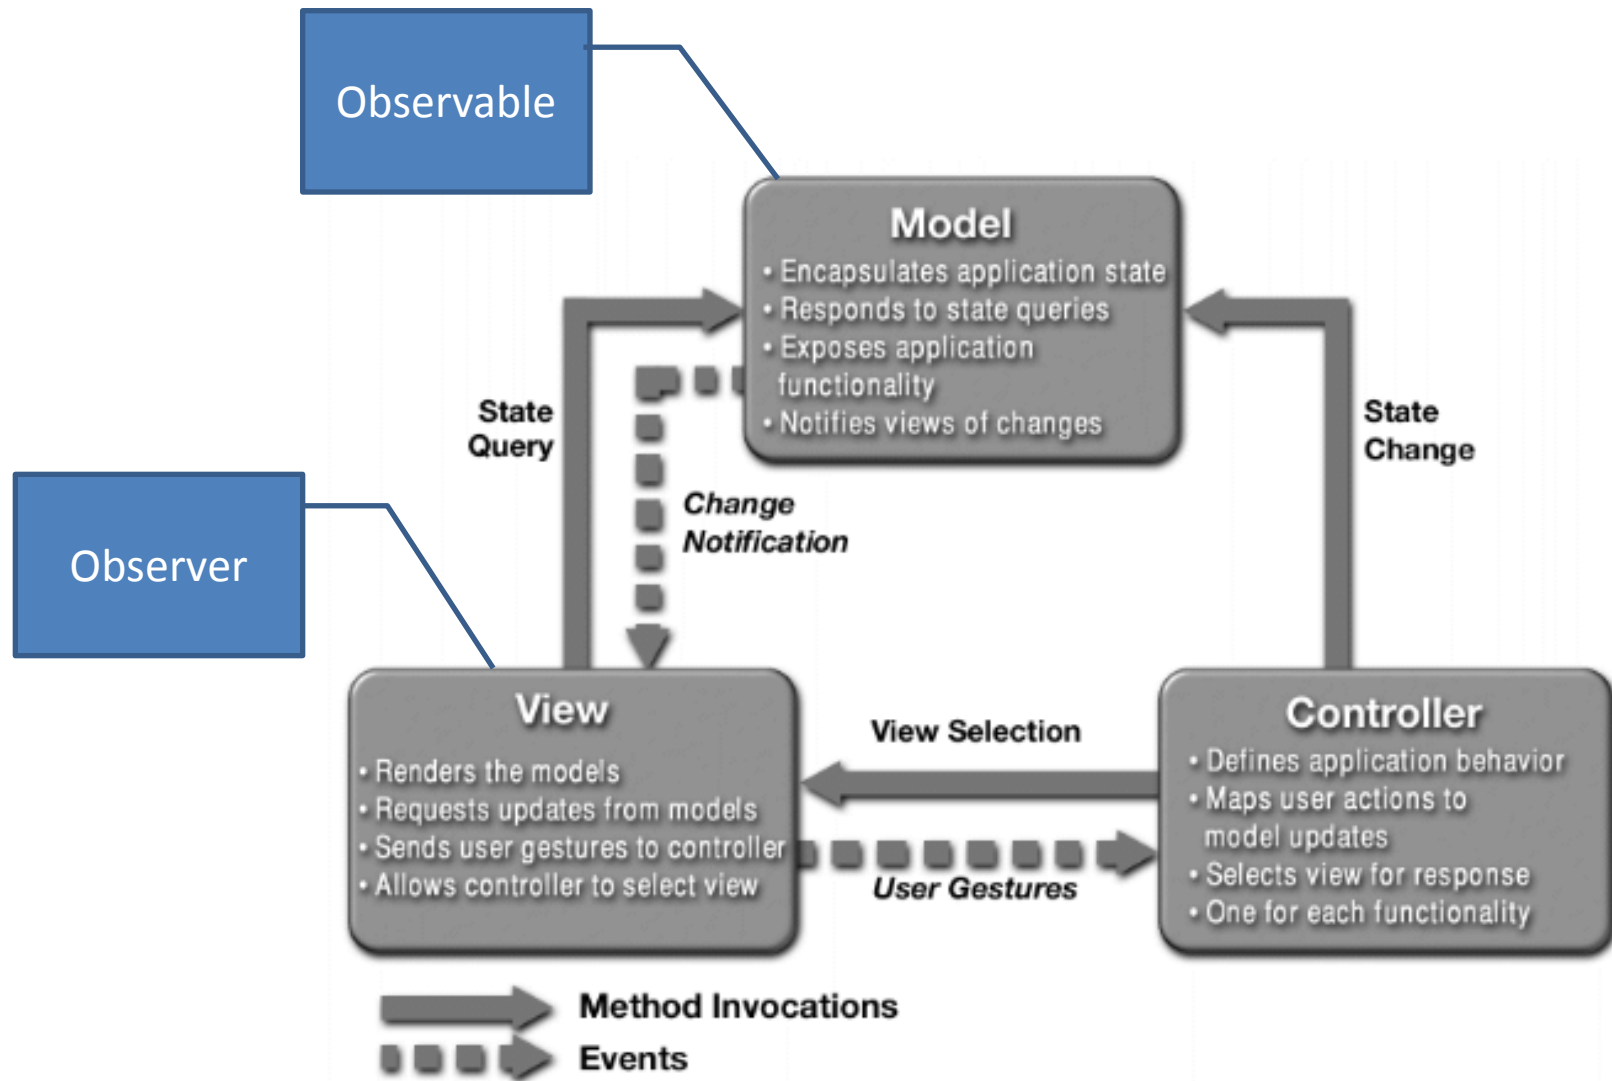 Observable
Model
• Encapsulates application state
• Responds to state queries
• Exposes application
functionality
• Notifies views of changes
State
Query
State
Change
Change
Notification
Observer
View
• Renders the models
• Requests updates from models
• Sends user gestures to controller
• Allows controller to select view
View Selection
User Gestures
Controller
• Defines application behavior
• Maps user actions to
model updates
• Selects view for response
• One for each functionality
Method Invocations
Events